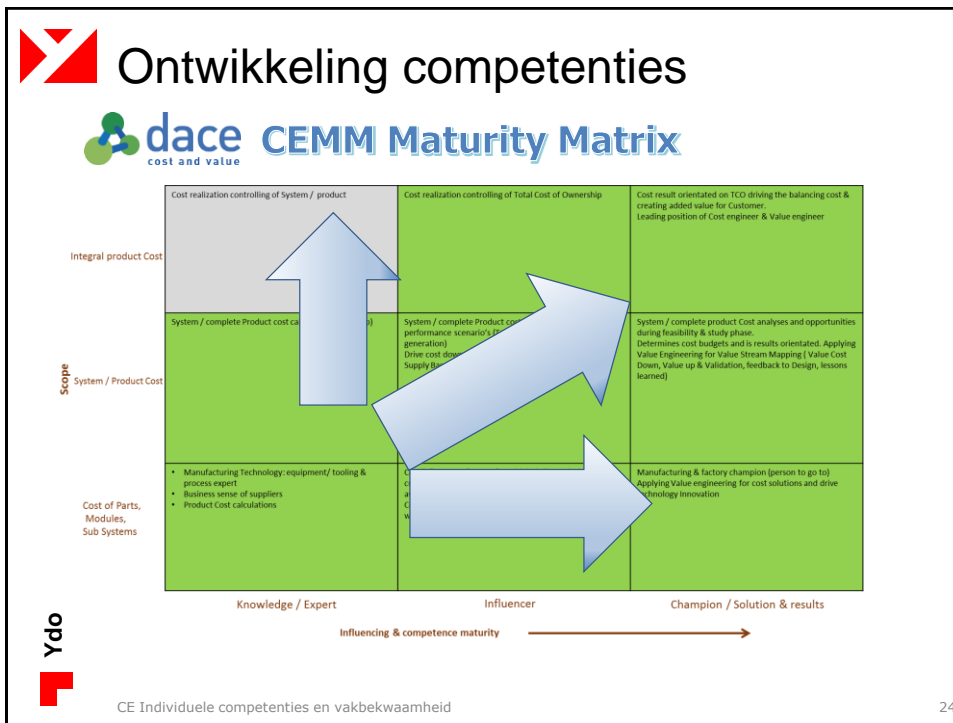 Ontwikkeling competenties
dace
cost and value
CEMM Maturity Matrix
Cost realization controlling of System / product
Cost realization controlling of Total Cost of Ownership
Cost result orientated on TCO driving the balancing cost &
creating added value for Customer.
Leading position of Cost engineer & Value engineer
Integral product Cost
System / complete Product cost
System / complete Product
performance scenario's
generation)
Drive cost
Supply
System / complete product Cost analyses and opportunities
during feasibility & study phase.
Determines cost budgets and is results orientated. Applying
Value Engineering for Value Stream Mapping ( Value Cost
Down, Value up & Validation, feedback to Design, lessons
learned)
Scope
System / Product Cost
• Manufacturing Technology: equipment/ tooling &
process expert
• Business sense of suppliers
• Product Cost calculations
Manufacturing & factory champion (person to go to)
Applying Value engineering for cost solutions and drive
technology Innovation
Cost of Parts,
Modules,
Sub Systems
Knowledge / Expert
Influencer
Champion / Solution & results
Influencing & competence maturity
Ydo
CE Individuele competenties en vakbekwaamheid
24